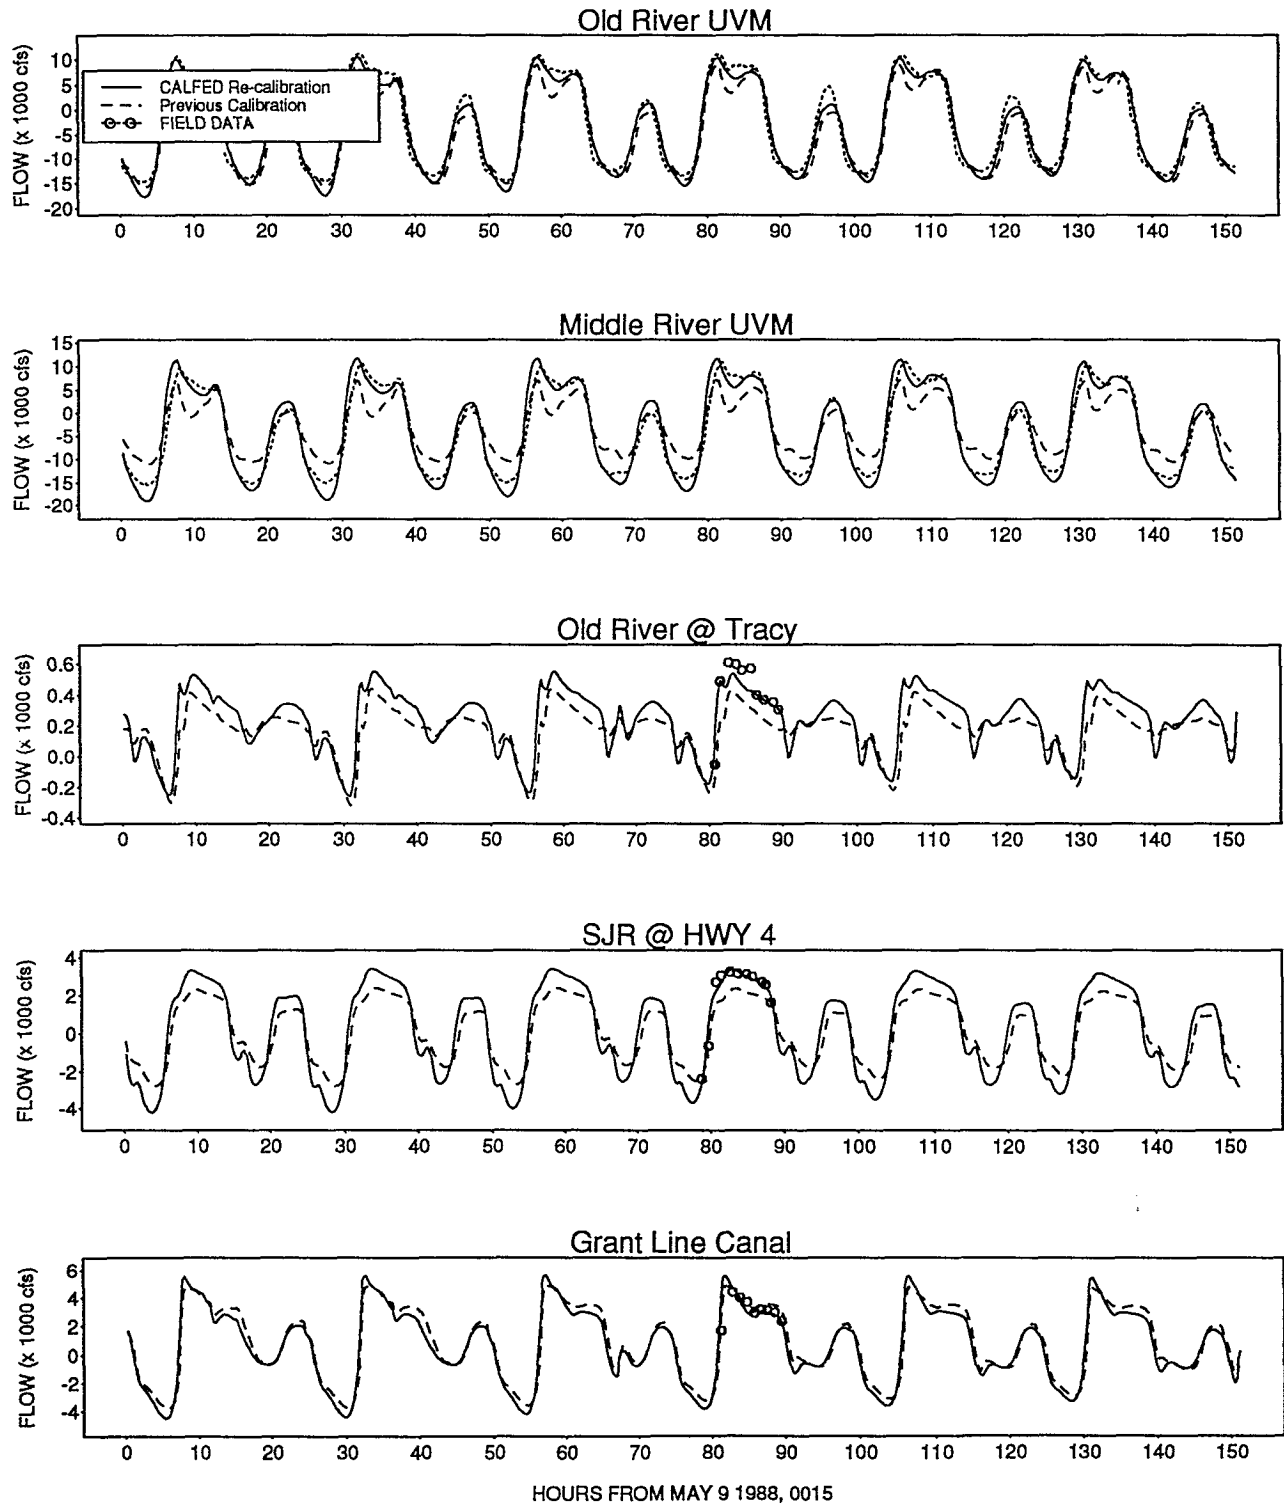 Old River UVM
FLOW (x 1000 cfs)
10
5
0
-5
-10
-15
-20
CALFED Re-calibration
Previous Calibration
FIELD DATA
0 10 20 30 40 50 60 70 80 90 100 110 120 130 140 150
Middle River UVM
FLOW (x 1000 cfs)
15
10
5
0
-5
-10
-15
-20
0 10 20 30 40 50 60 70 80 90 100 110 120 130 140 150
Old River @ Tracy
FLOW (x 1000 cfs)
0.6
0.4
0.2
0.0
-0.2
-0.4
0 10 20 30 40 50 60 70 80 90 100 110 120 130 140 150
SJR @ HWY 4
FLOW (x 1000 cfs)
4
2
0
-2
-4
0 10 20 30 40 50 60 70 80 90 100 110 120 130 140 150
Grant Line Canal
FLOW (x 1000 cfs)
6
4
2
0
-2
-4
0 10 20 30 40 50 60 70 80 90 100 110 120 130 140 150
HOURS FROM MAY 9 1988, 0015